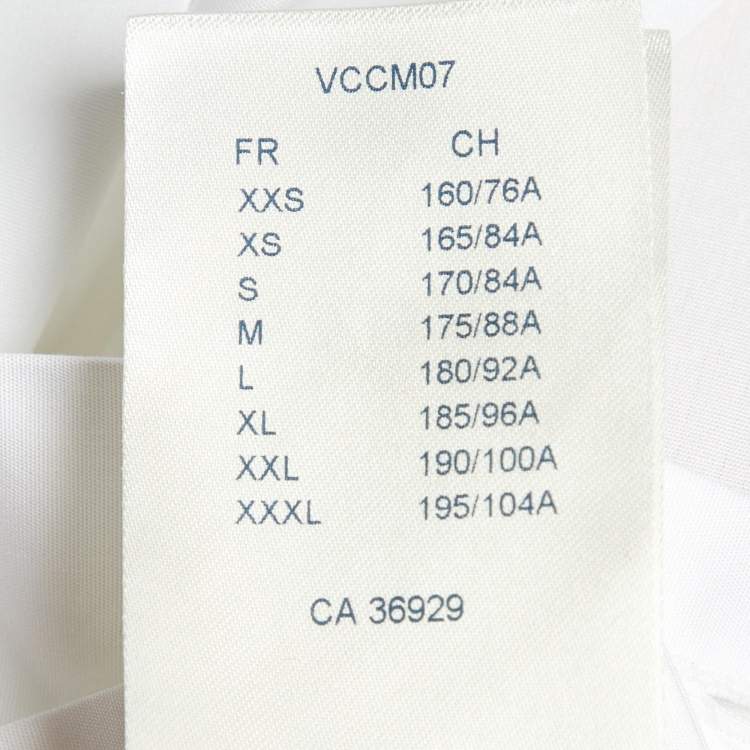 VCCM07
FR CH
XXS 160/76A
XS 165/84A
S 170/84A
M 175/88A
L 180/92A
XL 185/96A
XXL 190/100A
XXXL 195/104A
CA 36929